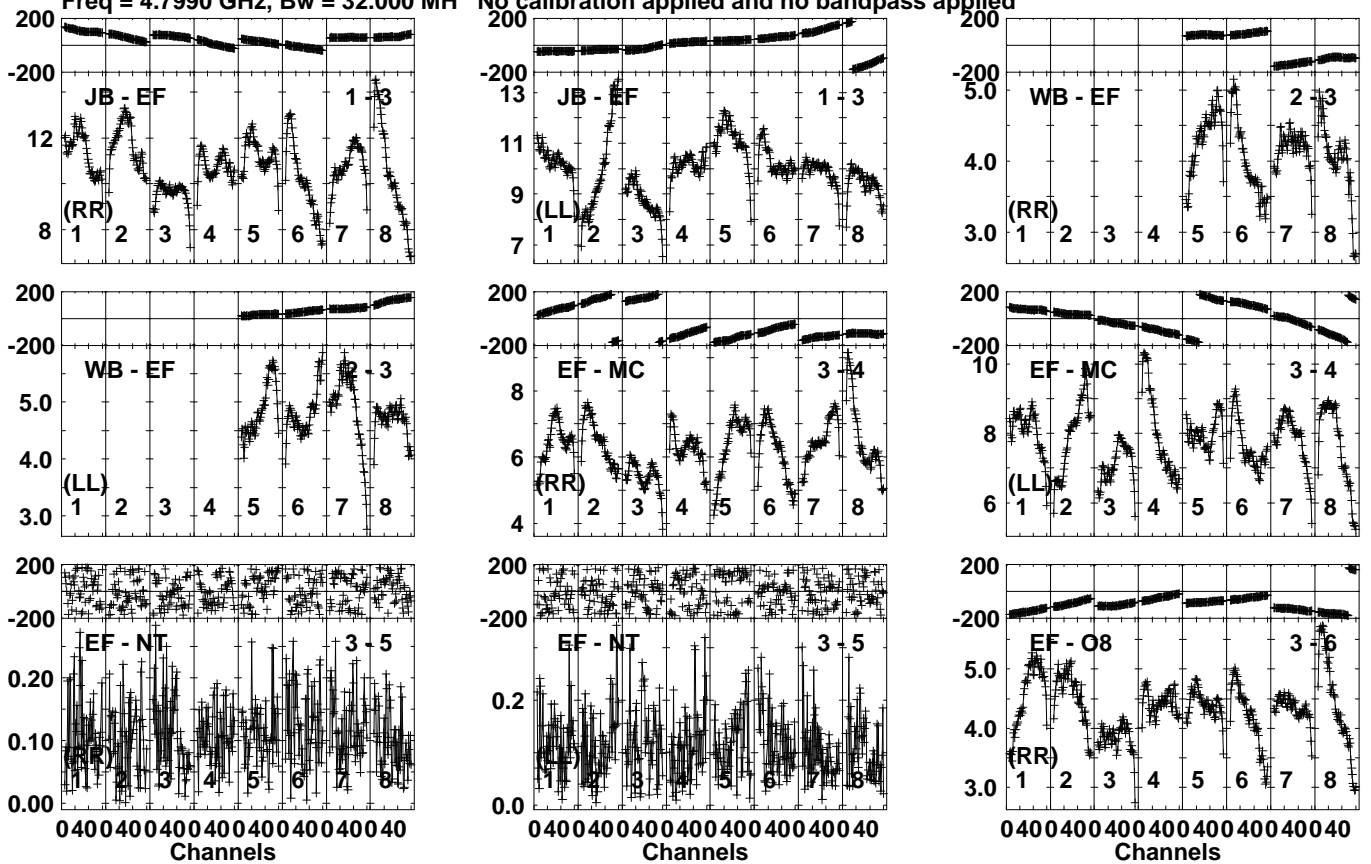 Freq = 4.7990 GHz, Bw = 32.000 MH No calibration applied and no bandpass applied
200
-200
JB - EF 1 - 3
12
8
(RR)
1 2 3 4 5 6 7 8
200
-200
13
JB - EF 1 - 3
11
10
9
7
(LL)
1 2 3 4 5 6 7 8
200
-200
5.0
WB - EF 2 - 3
4.0
3.0
(RR)
1 2 3 4 5 6 7 8
200
-200
WB - EF 2 - 3
5.0
4.0
3.0
(LL)
1 2 3 4 5 6 7 8
200
-200
8
EF - MC 3 - 4
7
6
4
(RR)
1 2 3 4 5 6 7 8
200
-200
10
EF - MC 3 - 4
8
6
(LL)
1 2 3 4 5 6 7 8
200
-200
EF - NT 3 - 5
0.20
0.10
0.00
(RR)
1 2 3 4 5 6 7 8
0 40 0 40 0 40 0 40 0 40 0 40 0 40 0 40
Channels
200
-200
EF - NT 3 - 5
0.2
0.0
(LL)
1 2 3 4 5 6 7 8
0 40 0 40 0 40 0 40 0 40 0 40 0 40 0 40
Channels
200
-200
EF - O8 3 - 6
5.0
4.0
3.0
(RR)
1 2 3 4 5 6 7 8
0 40 0 40 0 40 0 40 0 40 0 40 0 40 0 40
Channels